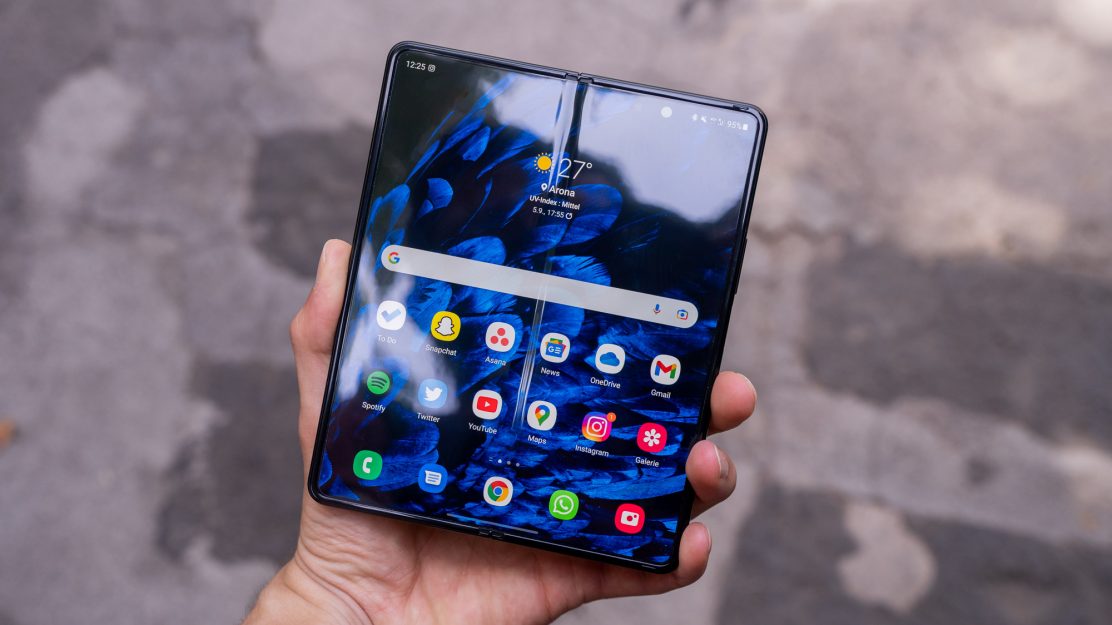 12:25
95%
27°
Arona
UV-Index : Mittel
5.9., 17:55
G
To Do
Snapchat
Asana
News
OneDrive
Gmail
Spotify
Twitter
YouTube
Maps
Instagram
Galerie
1